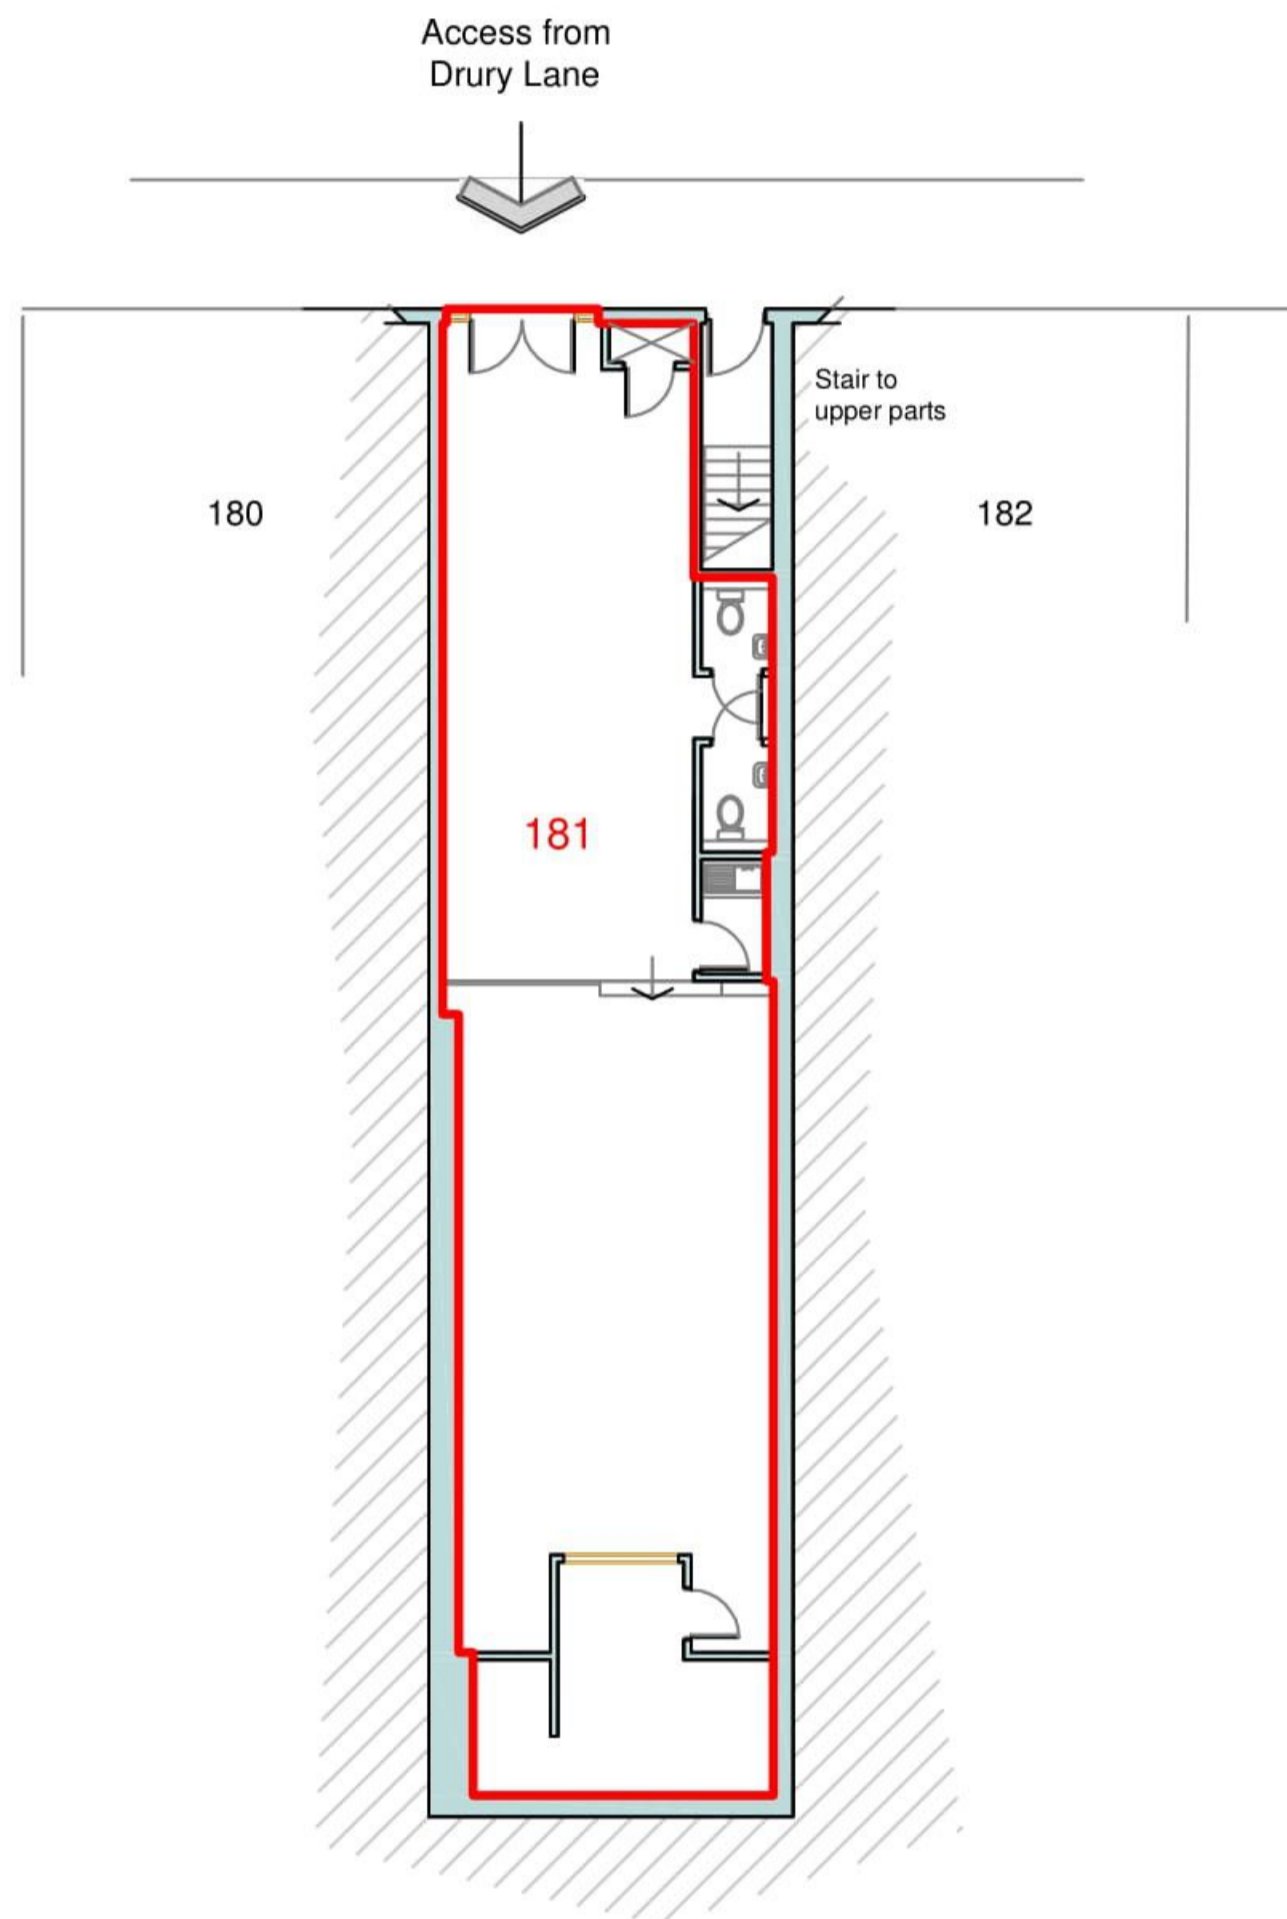 Access from
Drury Lane
Stair to
upper parts
180
182
181